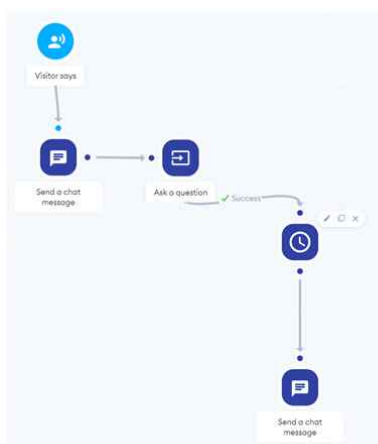 Visitor says
Send a chat
message
Ask a question
Success
Send a chat
message